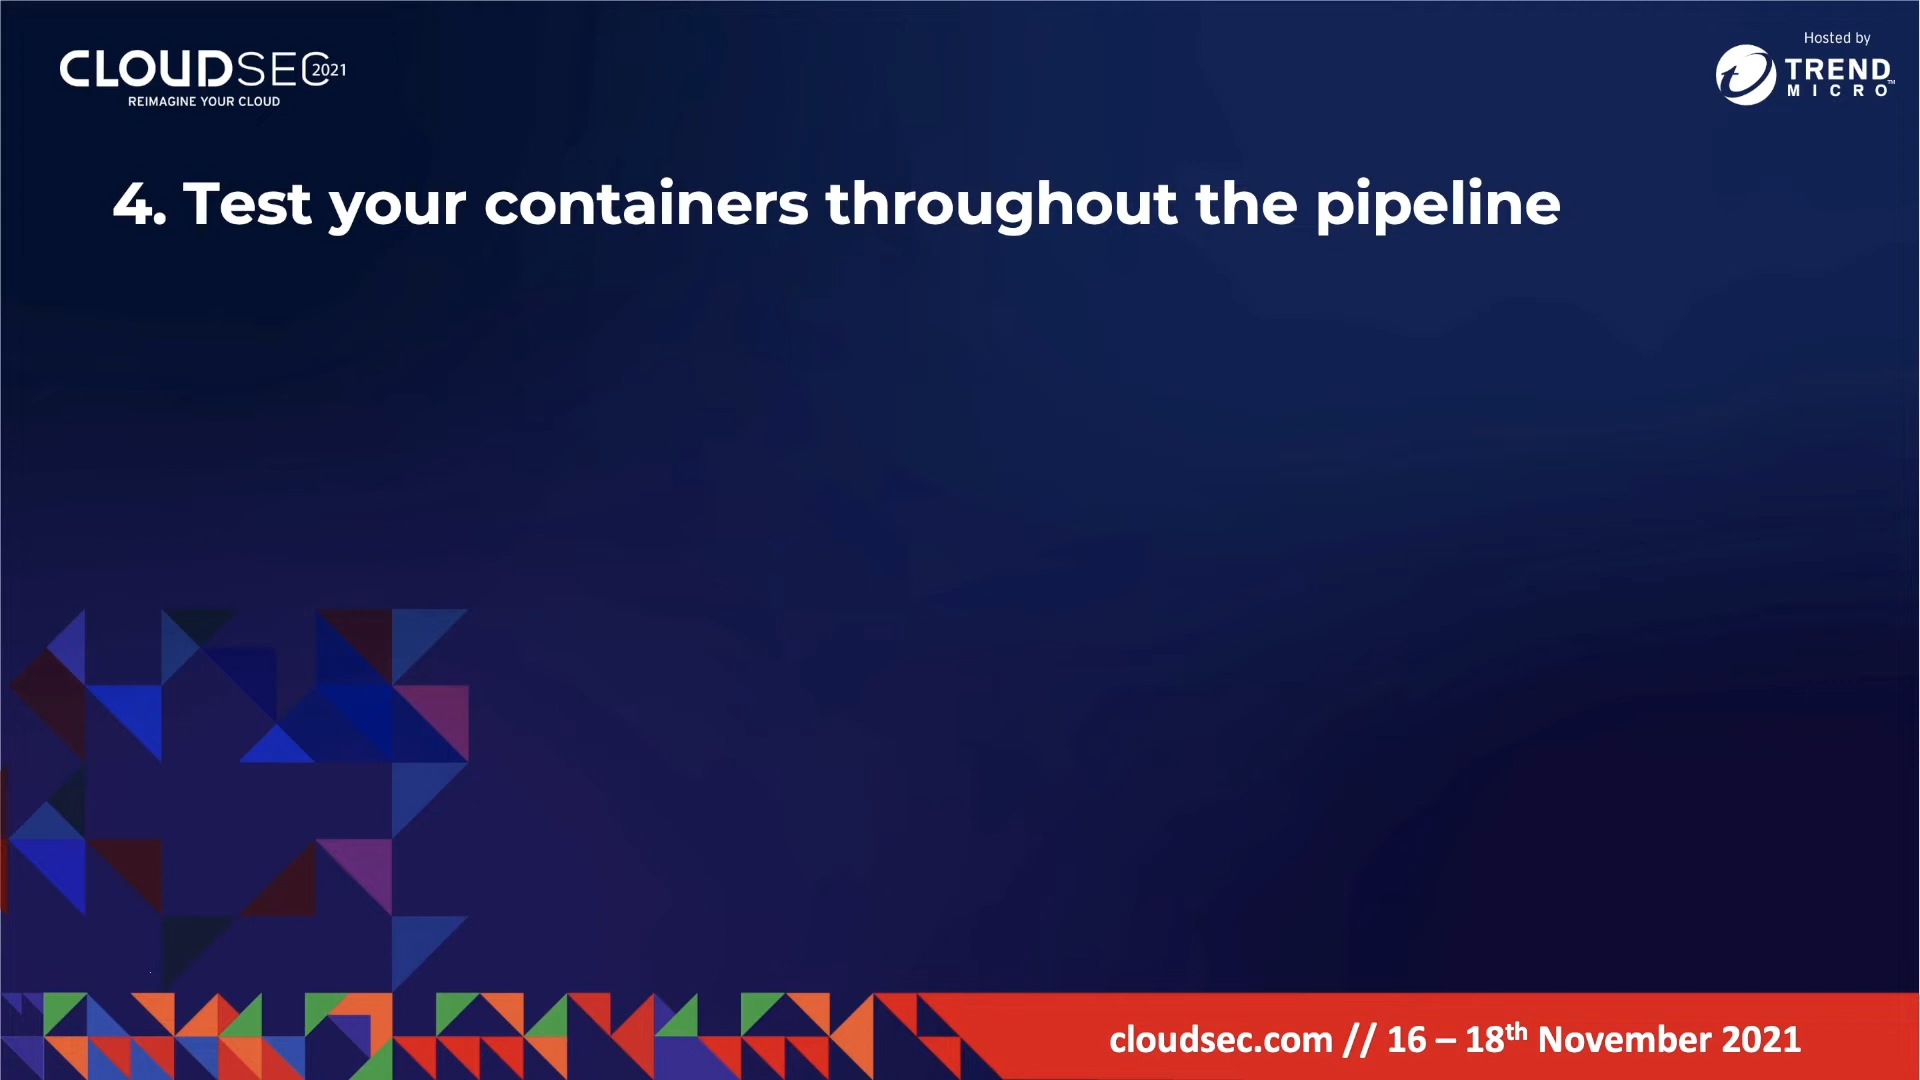 CLOUDSEC 2021
REIMAGINE YOUR CLOUD
Hosted by
TREND
MICRO™
4. Test your containers throughout the pipeline
cloudsec.com // 16 – 18th November 2021